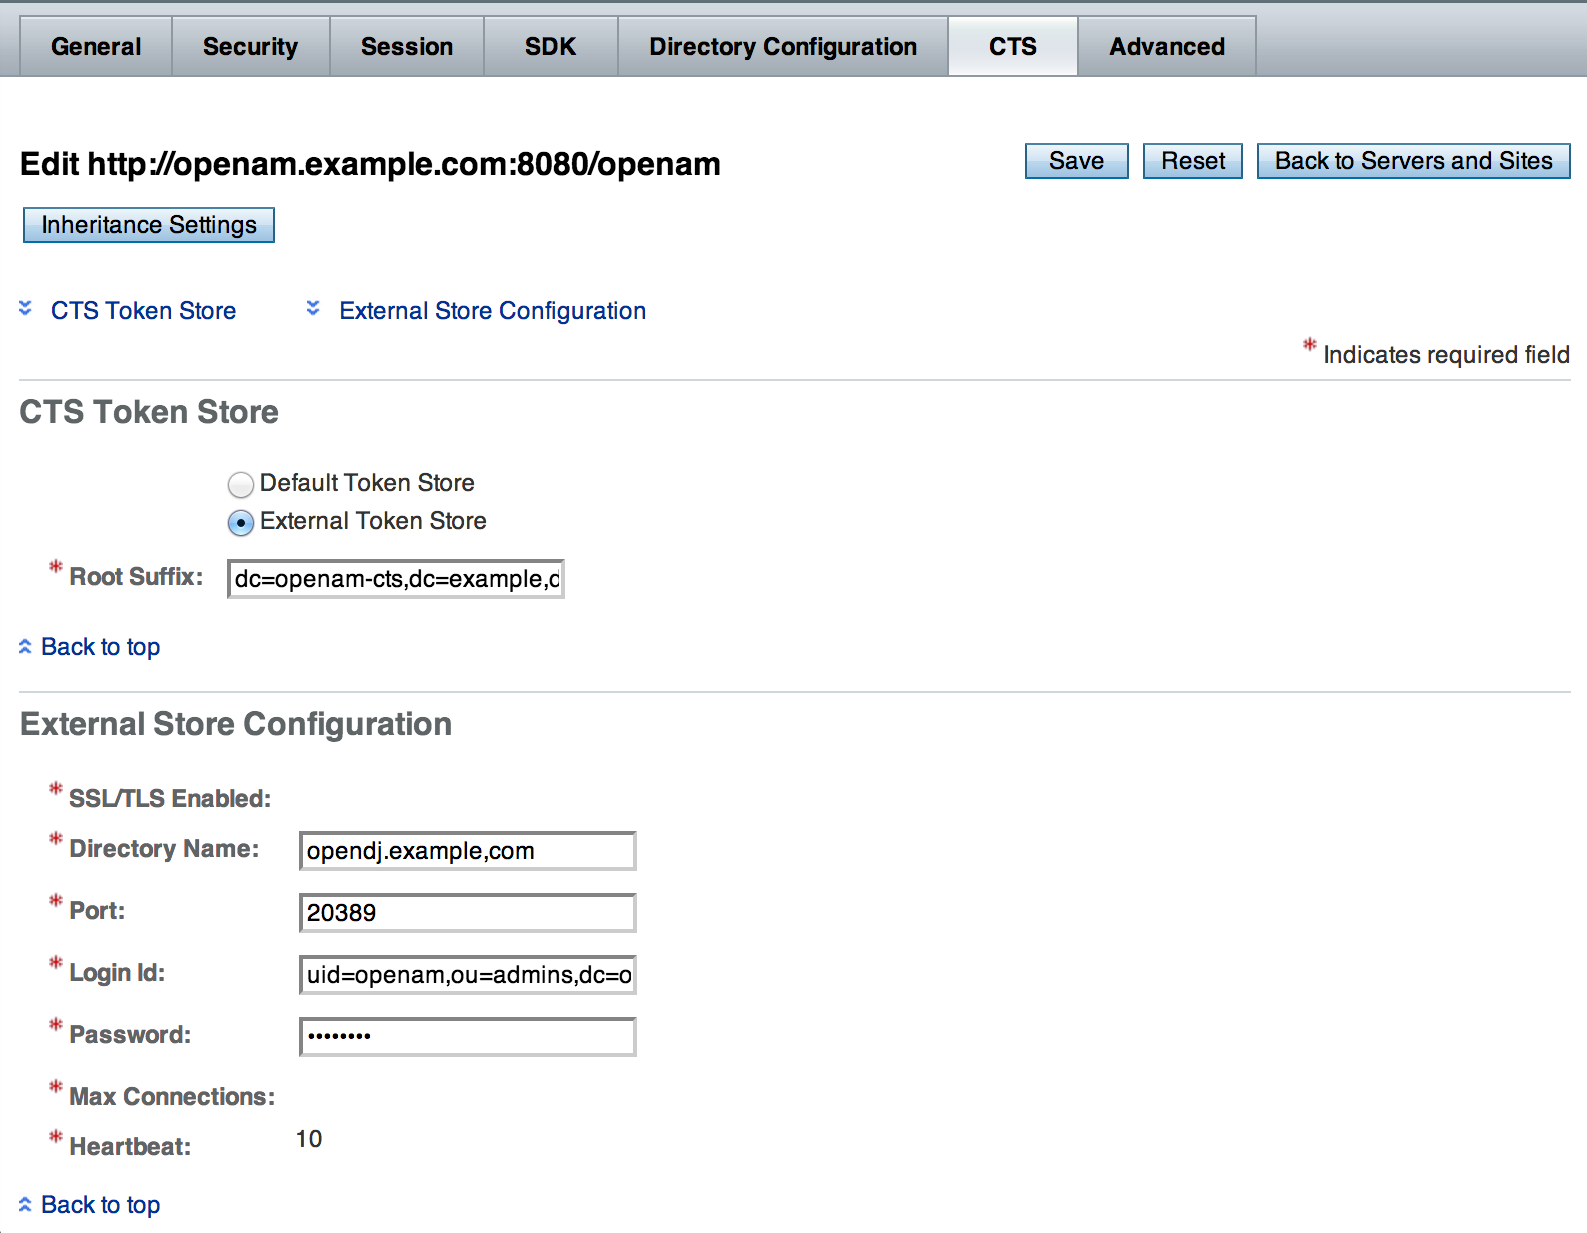 General Security Session SDK Directory Configuration CTS Advanced
Edit http://openam.example.com:8080/openam
Save Reset Back to Servers and Sites
Inheritance Settings
CTS Token Store External Store Configuration
* Indicates required field
CTS Token Store
Default Token Store
External Token Store
* Root Suffix: dc=openam-cts,dc=example,d
Back to top
External Store Configuration
* SSL/TLS Enabled:
* Directory Name: opendj.example,com
* Port: 20389
* Login Id: uid=openam,ou=admins,dc=o
* Password: ••••••••
* Max Connections:
* Heartbeat: 10
Back to top